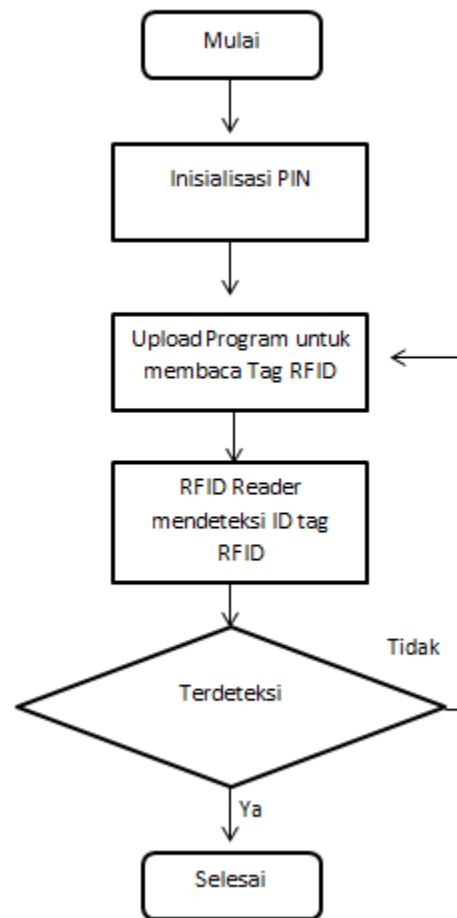 Mulai
Inisialisasi PIN
Upload Program untuk
membaca Tag RFID
RFID Reader
mendeteksi ID tag
RFID
Tidak
Terdeteksi
Ya
Selesai